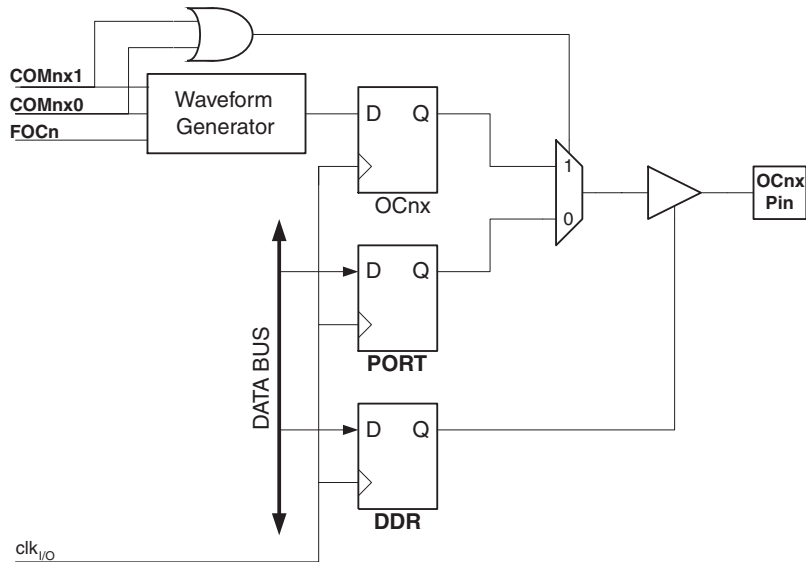 COMnx1
COMnx0
FOCn
Waveform
Generator
D Q
OCnx
1
0
OCnx
Pin
D Q
PORT
DATA BUS
D Q
DDR
clkI/O